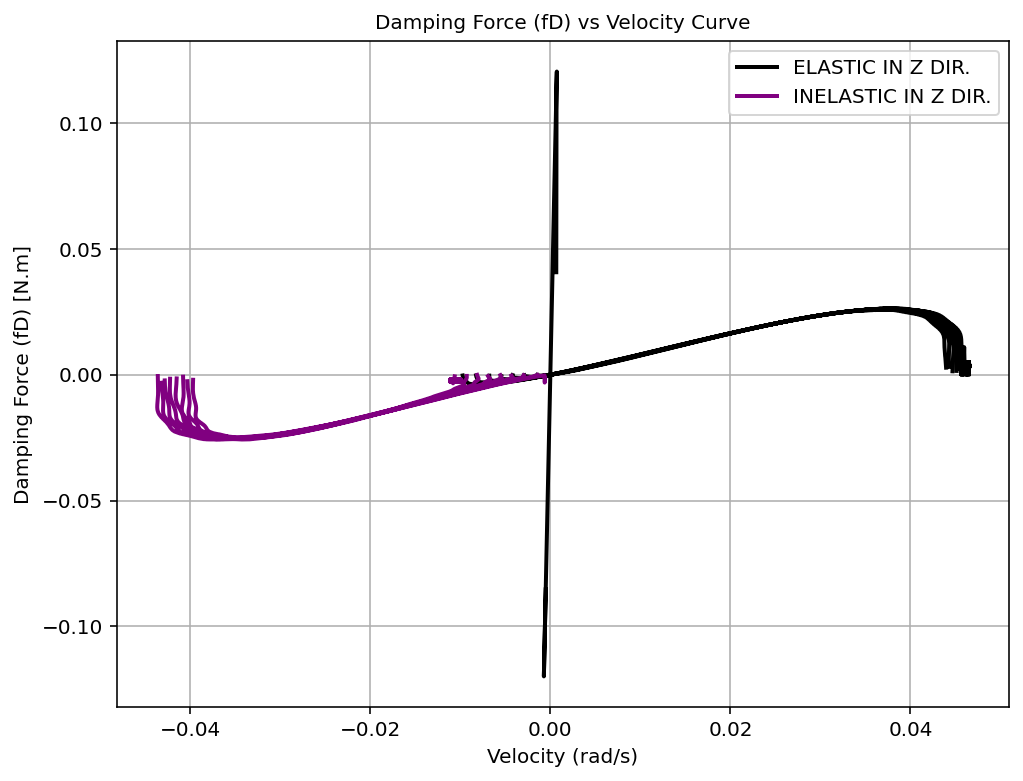 Damping Force (fD) vs Velocity Curve
ELASTIC IN Z DIR.
INELASTIC IN Z DIR.
Damping Force (fD) [N.m]
0.10
0.05
0.00
−0.05
−0.10
−0.04 −0.02 0.00 0.02 0.04
Velocity (rad/s)